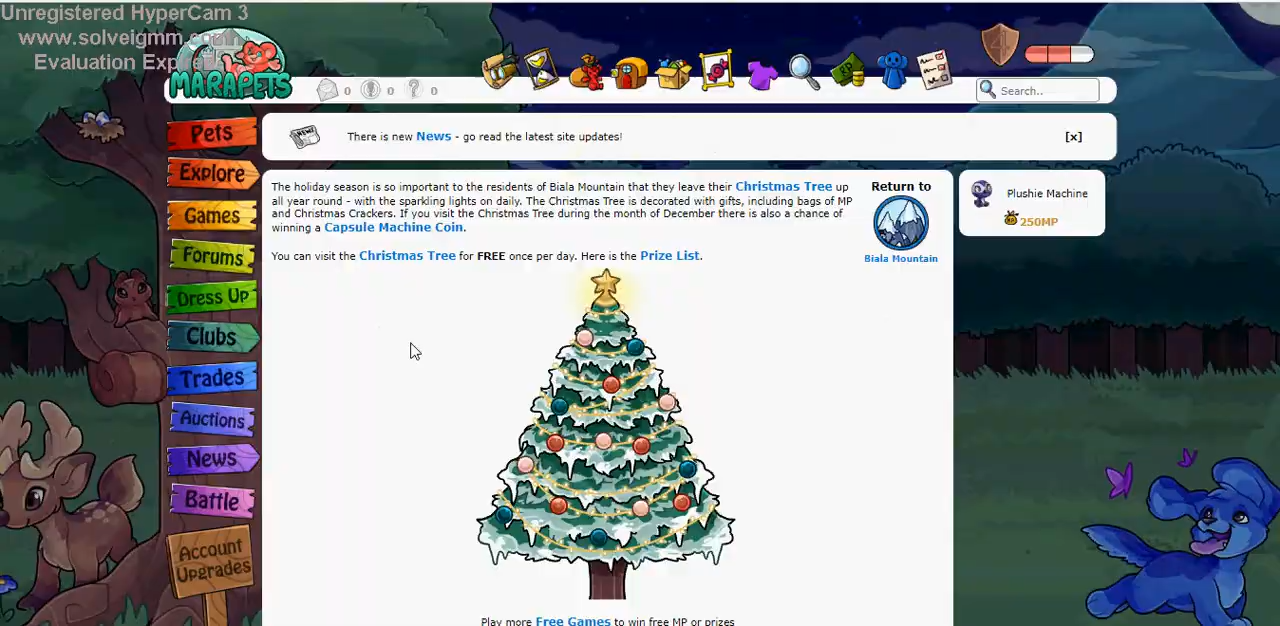 Unregistered HyperCam 3
www.solveigmm.com
Evaluation Expre
MARAPETS
0 0 0
4
Search..
Pets
Explore
Games
Forums
Dress Up
Clubs
Trades
Auctions
News
Battle
Account
Upgrades
NEWS
There is new News - go read the latest site updates!
[x]
The holiday season is so important to the residents of Biala Mountain that they leave their Christmas Tree up
all year round - with the sparkling lights on daily. The Christmas Tree is decorated with gifts, including bags of MP
and Christmas Crackers. If you visit the Christmas Tree during the month of December there is also a chance of
winning a Capsule Machine Coin.
You can visit the Christmas Tree for FREE once per day. Here is the Prize List.
Return to
Biala Mountain
Plushie Machine
250MP
Play more Free Games to win free MP or prizes